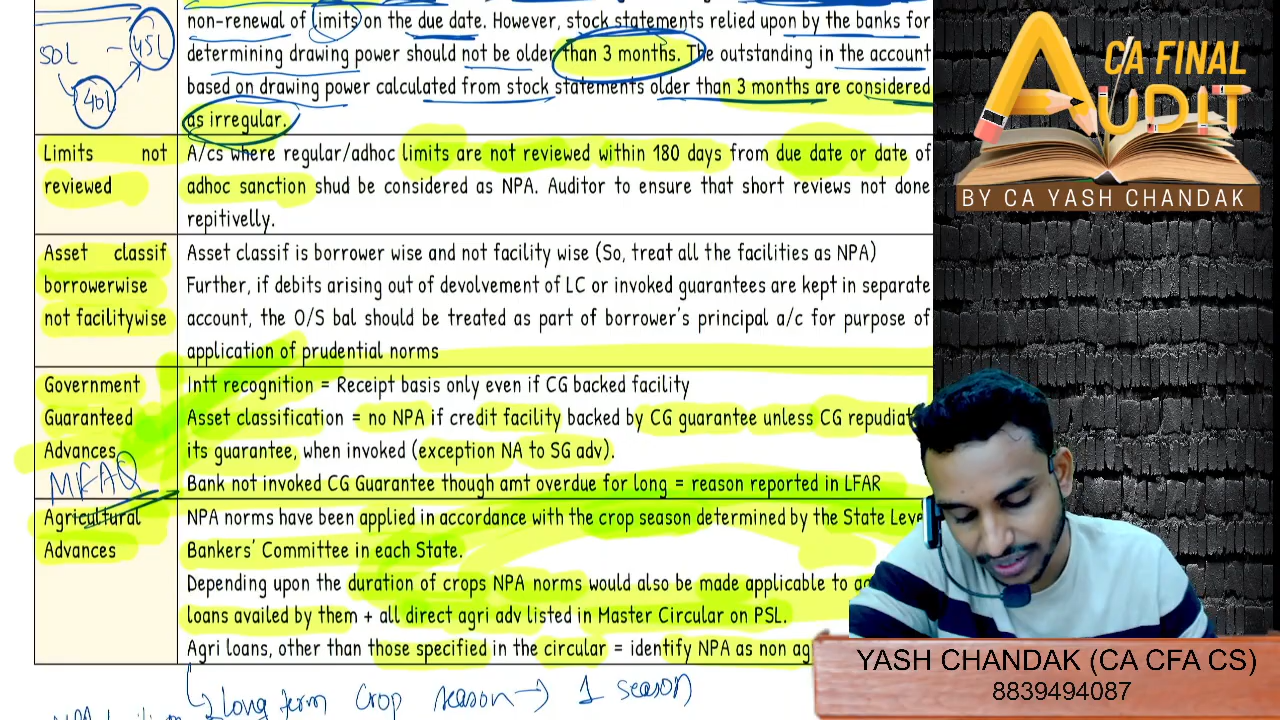 non-renewal of limits on the due date. However, stock statements relied upon by the banks for
determining drawing power should not be older than 3 months. The outstanding in the account
based on drawing power calculated from stock statements older than 3 months are considered
as irregular.
50L - 45L
40L
Limits not
reviewed
A/cs where regular/adhoc limits are not reviewed within 180 days from due date or date of
adhoc sanction shud be considered as NPA. Auditor to ensure that short reviews not done
repitivelly.
Asset classif
borrowerwise
not facilitywise
Asset classif is borrower wise and not facility wise (So, treat all the facilities as NPA)
Further, if debits arising out of devolvement of LC or invoked guarantees are kept in separate
account, the O/S bal should be treated as part of borrower's principal a/c for purpose of
application of prudential norms
Government
Guaranteed
Advances
MFAQ
Intt recognition = Receipt basis only even if CG backed facility
Asset classification = no NPA if credit facility backed by CG guarantee unless CG repudiat
its guarantee, when invoked (exception NA to SG adv).
Bank not invoked CG Guarantee though amt overdue for long = reason reported in LFAR
Agricultural
Advances
NPA norms have been applied in accordance with the crop season determined by the State Leve
Bankers' Committee in each State.
Depending upon the duration of crops NPA norms would also be made applicable to
loans availed by them + all direct agri adv listed in Master Circular on PSL.
Agri loans, other than those specified in the circular = identify NPA as non ag
long term crop season → 1 season
CA FINAL
AUDIT
BY CA YASH CHANDAK
YASH CHANDAK (CA CFA CS)
8839494087